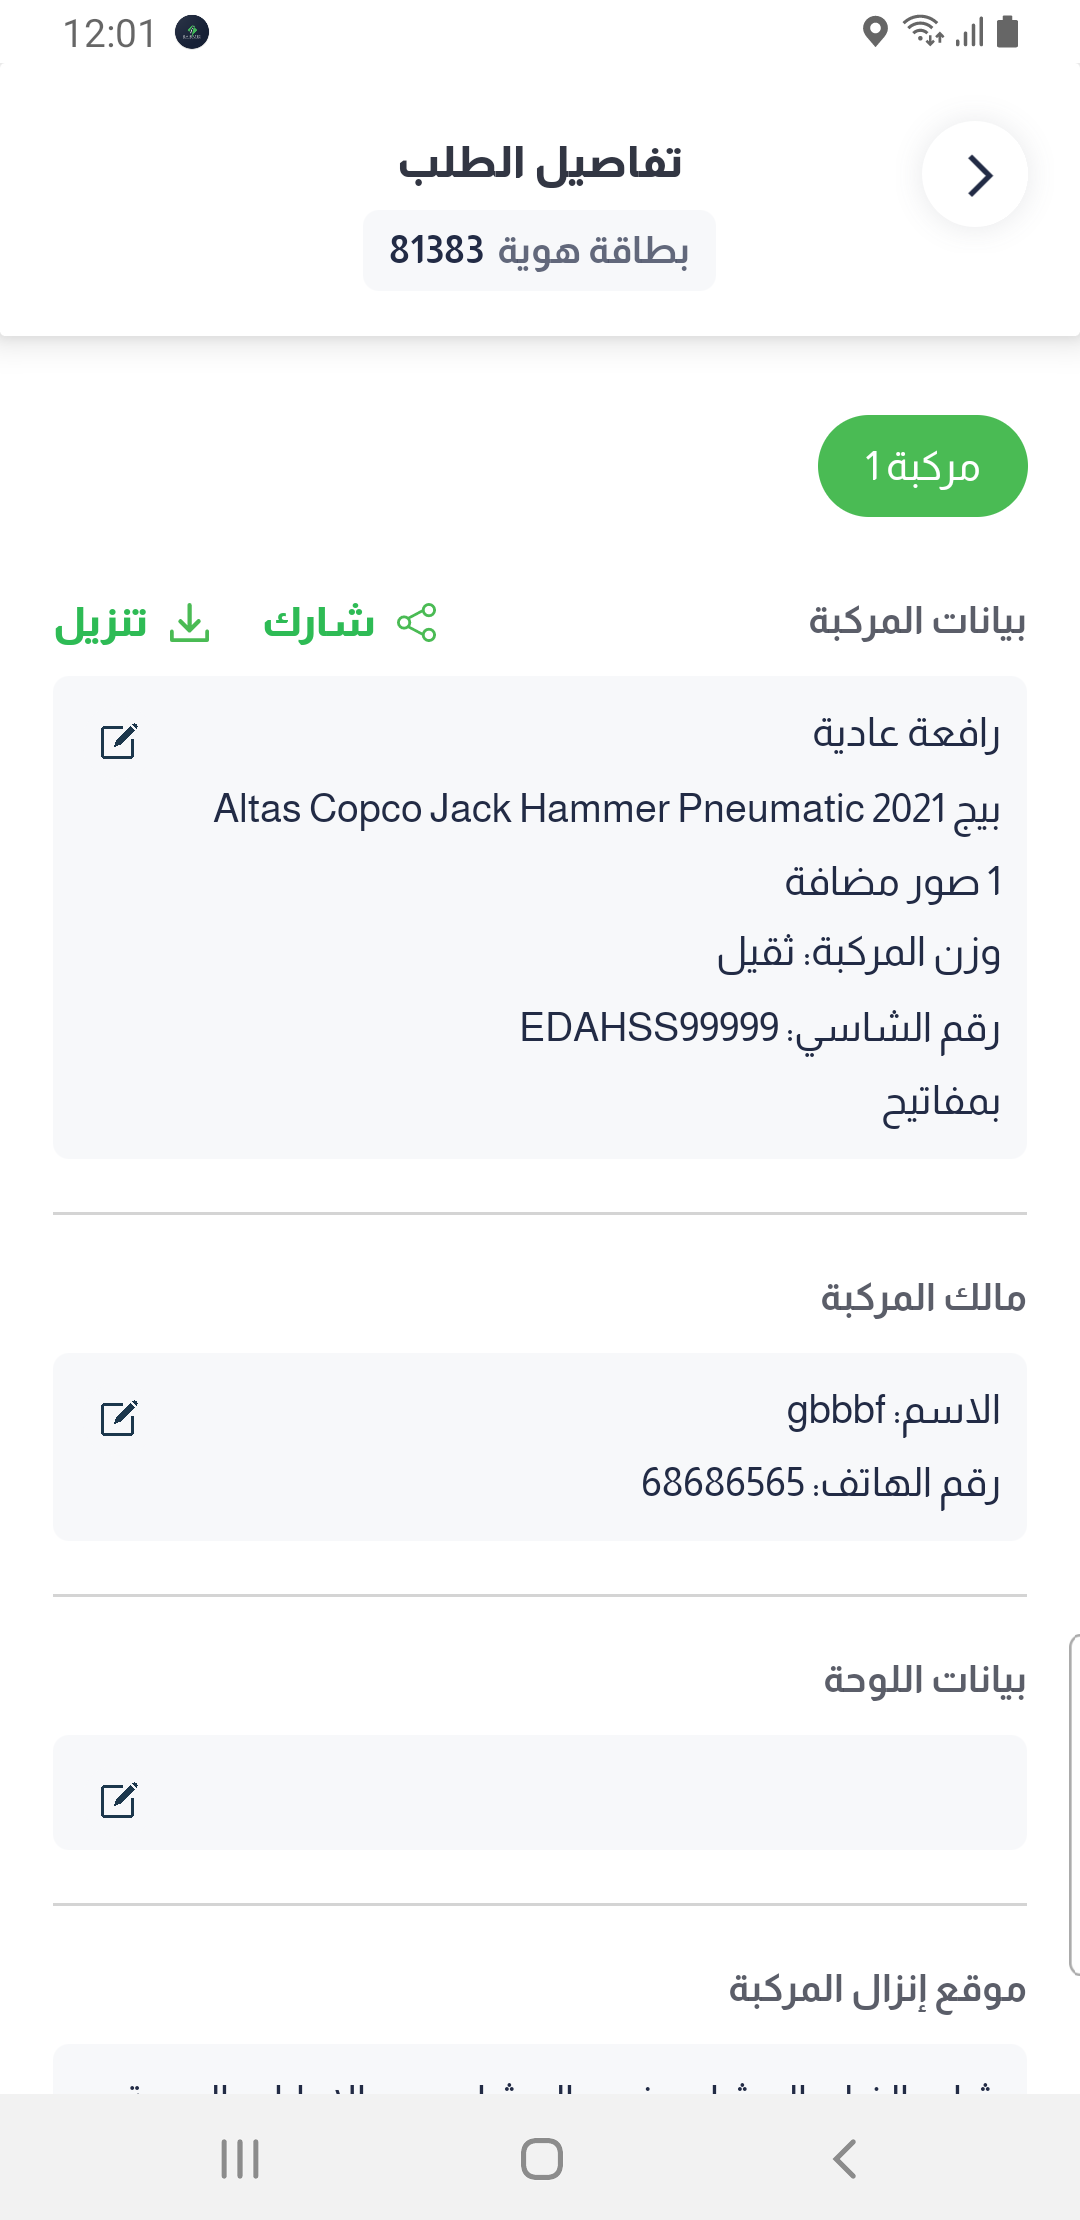 12:01
تفاصيل الطلب
بطاقة هوية 81383
مركبة 1
بيانات المركبة
شارك
تنزيل
رافعة عادية
بيج Altas Copco Jack Hammer Pneumatic 2021
1 صور مضافة
وزن المركبة: ثقيل
رقم الشاسي: EDAHSS99999
بمفاتيح
مالك المركبة
الاسم: gbbbf
رقم الهاتف: 68686565
بيانات اللوحة
موقع إنزال المركبة